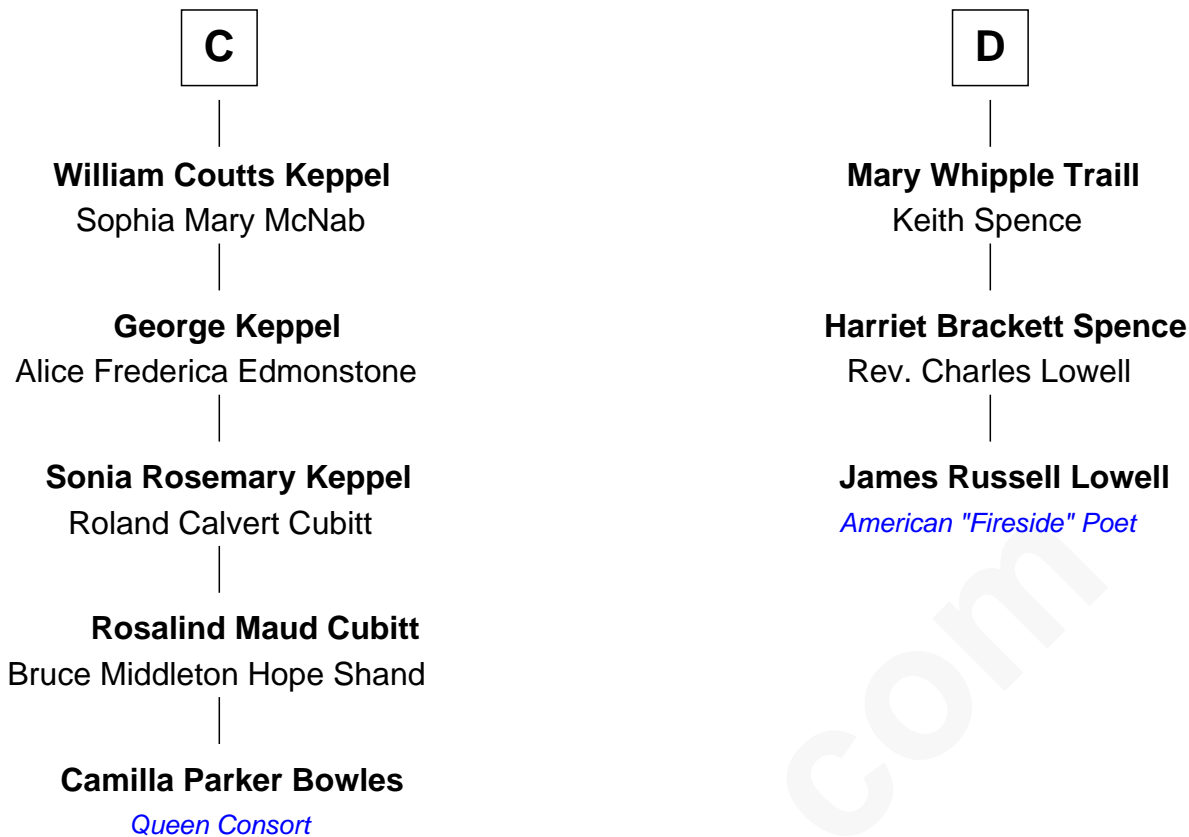 C
William Coutts Keppel
Sophia Mary McNab
George Keppel
Alice Frederica Edmonstone
Sonia Rosemary Keppel
Roland Calvert Cubitt
Rosalind Maud Cubitt
Bruce Middleton Hope Shand
Camilla Parker Bowles
Queen Consort
D
Mary Whipple Traill
Keith Spence
Harriet Brackett Spence
Rev. Charles Lowell
James Russell Lowell
American "Fireside" Poet
com